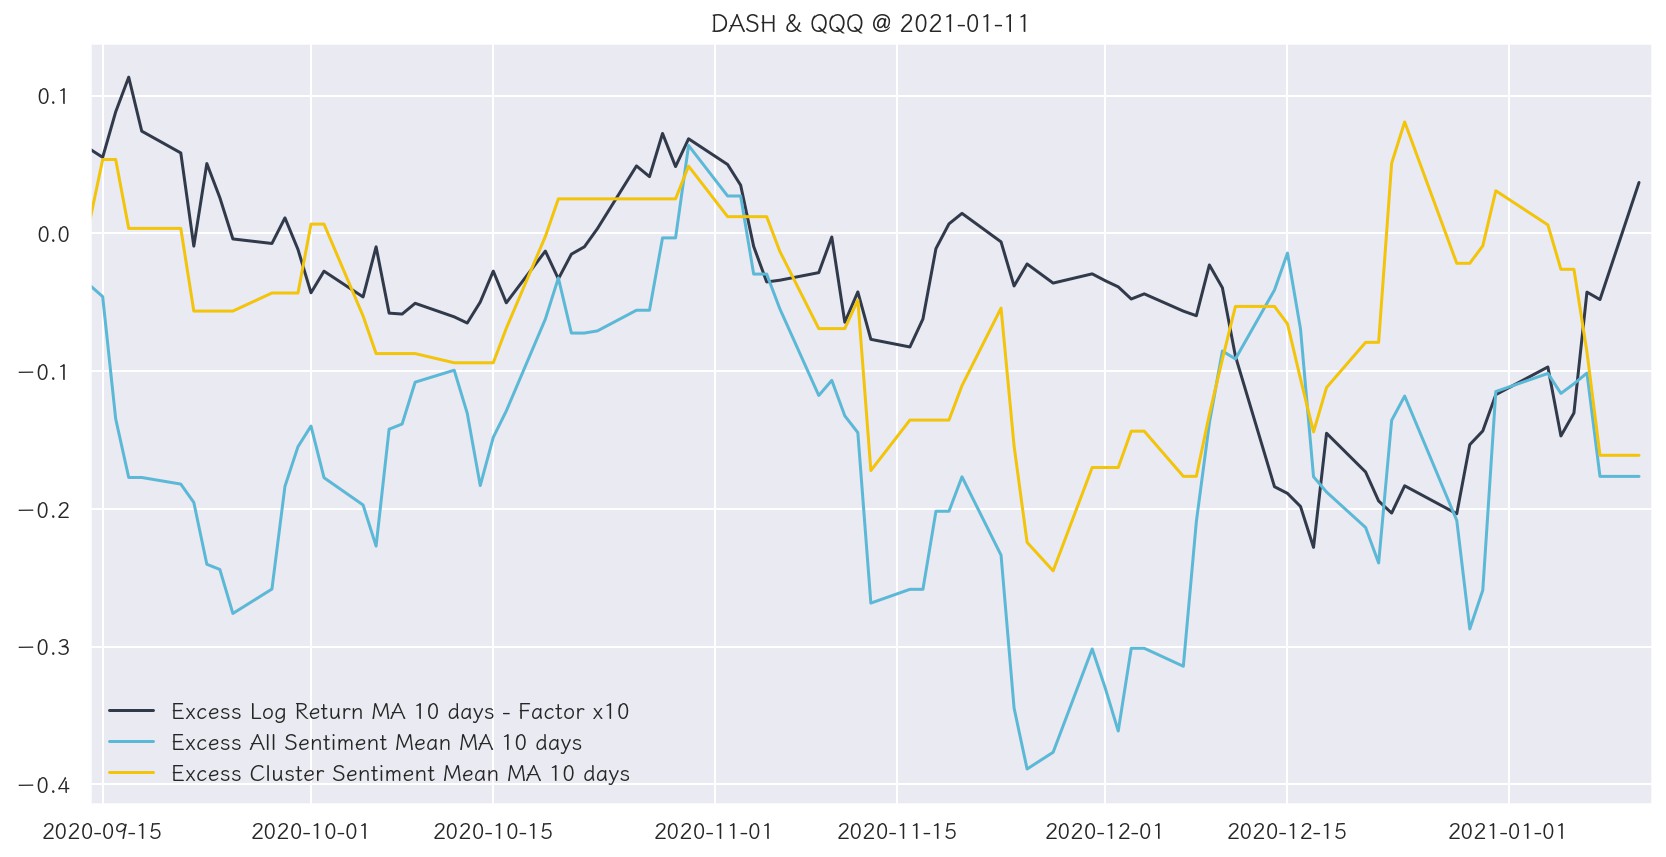 DASH & QQQ @ 2021-01-11
0.1
0.0
−0.1
−0.2
−0.3
−0.4
Excess Log Return MA 10 days - Factor x10
Excess All Sentiment Mean MA 10 days
Excess Cluster Sentiment Mean MA 10 days
2020-09-15 2020-10-01 2020-10-15 2020-11-01 2020-11-15 2020-12-01 2020-12-15 2021-01-01